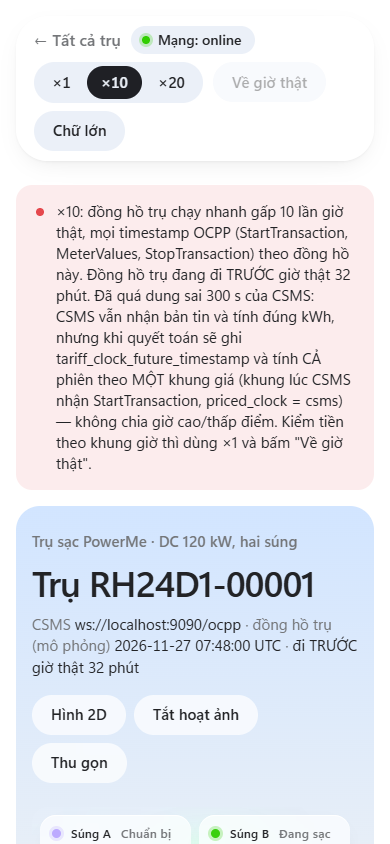 ← Tất cả trụ
Mạng: online
×1 ×10 ×20
Về giờ thật
Chữ lớn
×10: đồng hồ trụ chạy nhanh gấp 10 lần giờ
thật, mọi timestamp OCPP (StartTransaction,
MeterValues, StopTransaction) theo đồng hồ
này. Đồng hồ trụ đang đi TRƯỚC giờ thật 32
phút. Đã quá dung sai 300 s của CSMS:
CSMS vẫn nhận bản tin và tính đúng kWh,
nhưng khi quyết toán sẽ ghi
tariff_clock_future_timestamp và tính CẢ
phiên theo MỘT khung giá (khung lúc CSMS
nhận StartTransaction, priced_clock = csms)
— không chia giờ cao/thấp điểm. Kiểm tiền
theo khung giờ thì dùng ×1 và bấm "Về giờ
thật".
Trụ sạc PowerMe · DC 120 kW, hai súng
Trụ RH24D1-00001
CSMS ws://localhost:9090/ocpp · đồng hồ trụ
(mô phỏng) 2026-11-27 07:48:00 UTC · đi TRƯỚC
giờ thật 32 phút
Hình 2D
Tắt hoạt ảnh
Thu gọn
Súng A Chuẩn bị
Súng B Đang sạc